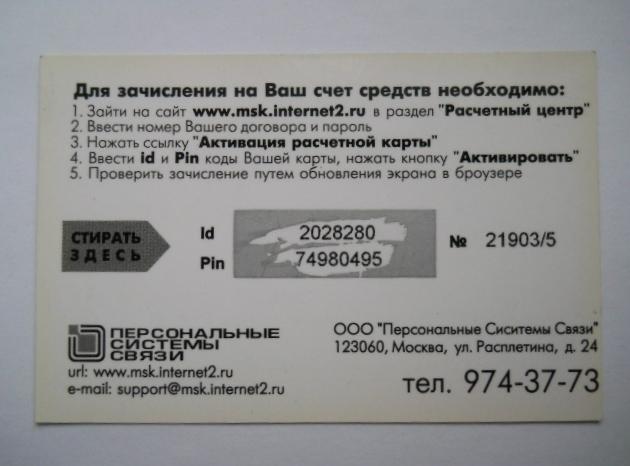 Для зачисления на Ваш счет средств необходимо:
1. Зайти на сайт www.msk.internet2.ru в раздел "Расчетный центр"
2. Ввести номер Вашего договора и пароль
3. Нажать ссылку "Активация расчетной карты"
4. Ввести id и Pin коды Вашей карты, нажать кнопку "Активировать"
5. Проверить зачисление путем обновления экрана в броузере
СТИРАТЬ
ЗДЕСЬ
Id 2028280
Pin 74980495
№ 21903/5
ПЕРСОНАЛЬНЫЕ
СИСТЕМЫ
СВЯЗИ
url: www.msk.internet2.ru
e-mail: support@msk.internet2.ru
ООО "Персональные Сиситемы Связи"
123060, Москва, ул. Расплетина, д. 24
тел. 974-37-73